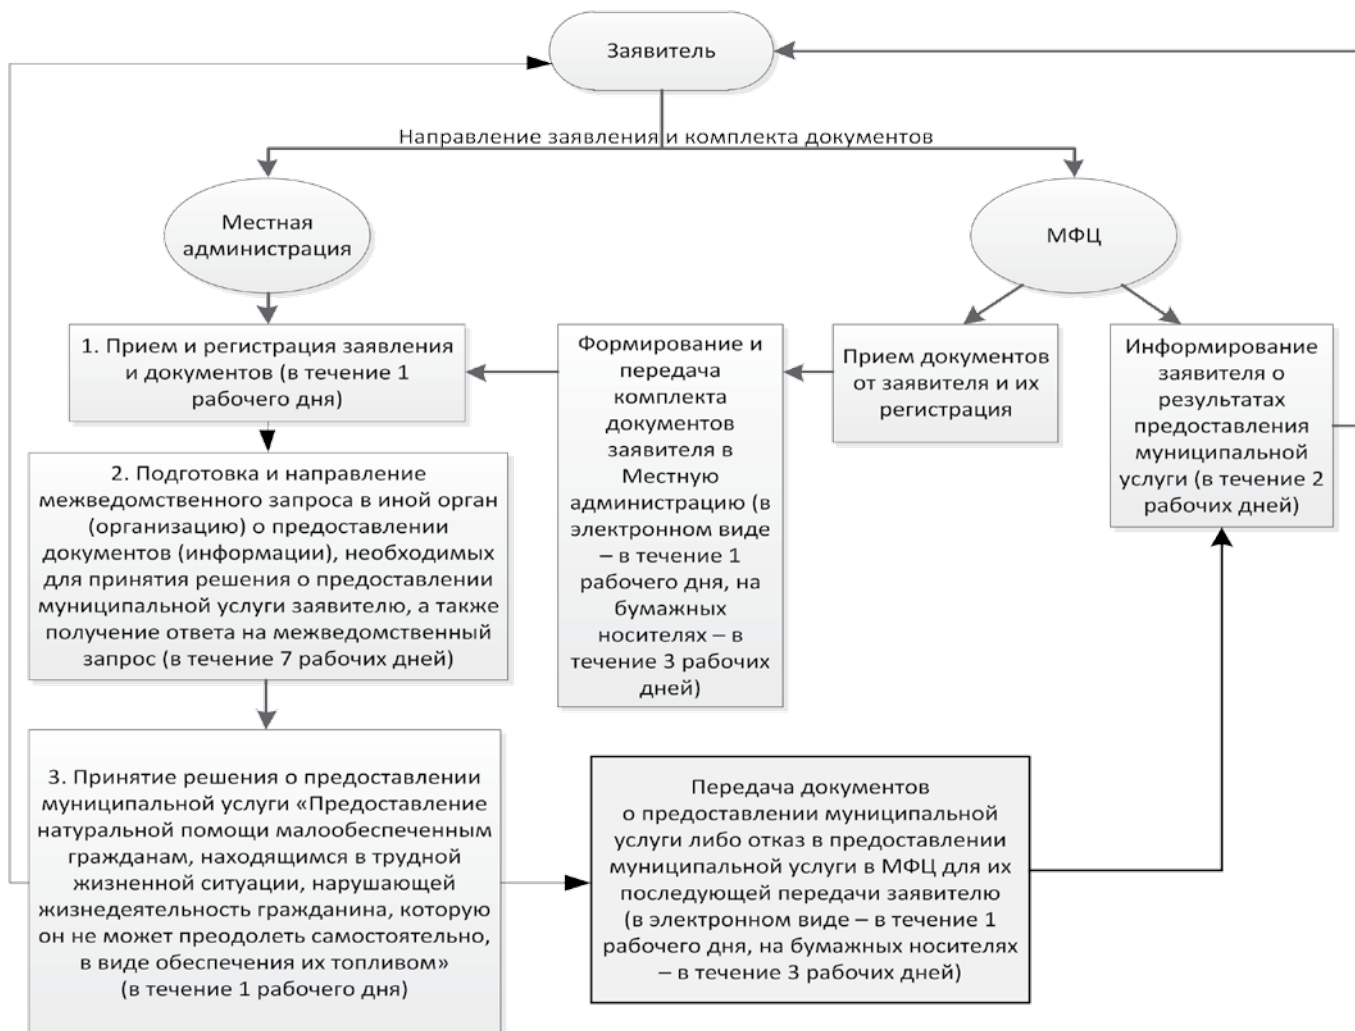 Заявитель
Направление заявления и комплекта документов
Местная
администрация
МФЦ
1. Прием и регистрация заявления
и документов (в течение 1
рабочего дня)
Формирование и
передача
комплекта
документов
заявителя в
Местную
администрацию (в
электронном виде
– в течение 1
рабочего дня, на
бумажных
носителях – в
течение 3 рабочих
дней)
Прием документов
от заявителя и их
регистрация
Информирование
заявителя о
результатах
предоставления
муниципальной
услуги (в течение 2
рабочих дней)
2. Подготовка и направление
межведомственного запроса в иной орган
(организацию) о предоставлении
документов (информации), необходимых
для принятия решения о предоставлении
муниципальной услуги заявителю, а также
получение ответа на межведомственный
запрос (в течение 7 рабочих дней)
3. Принятие решения о предоставлении
муниципальной услуги «Предоставление
натуральной помощи малообеспеченным
гражданам, находящимся в трудной
жизненной ситуации, нарушающей
жизнедеятельность гражданина, которую
он не может преодолеть самостоятельно,
в виде обеспечения их топливом»
(в течение 1 рабочего дня)
Передача документов
о предоставлении муниципальной
услуги либо отказ в предоставлении
муниципальной услуги в МФЦ для их
последующей передачи заявителю
(в электронном виде – в течение 1
рабочего дня, на бумажных носителях
– в течение 3 рабочих дней)